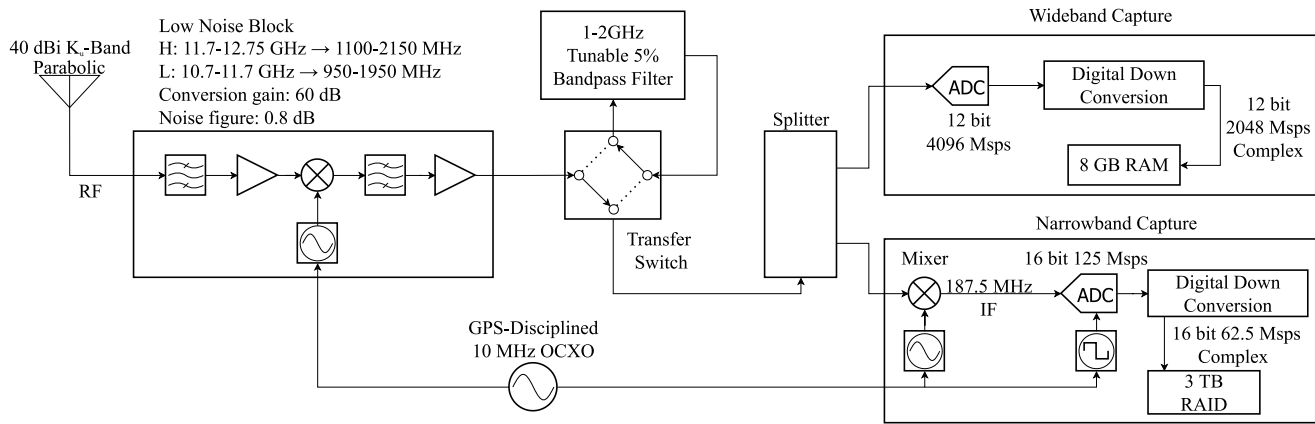 40 dBi Ku-Band
Parabolic
RF
Low Noise Block
H: 11.7-12.75 GHz → 1100-2150 MHz
L: 10.7-11.7 GHz → 950-1950 MHz
Conversion gain: 60 dB
Noise figure: 0.8 dB
1-2GHz
Tunable 5%
Bandpass Filter
Transfer
Switch
Splitter
GPS-Disciplined
10 MHz OCXO
Wideband Capture
ADC
12 bit
4096 Msps
Digital Down
Conversion
12 bit
2048 Msps
Complex
8 GB RAM
Narrowband Capture
Mixer
187.5 MHz
IF
16 bit 125 Msps
ADC
Digital Down
Conversion
16 bit 62.5 Msps
Complex
3 TB
RAID